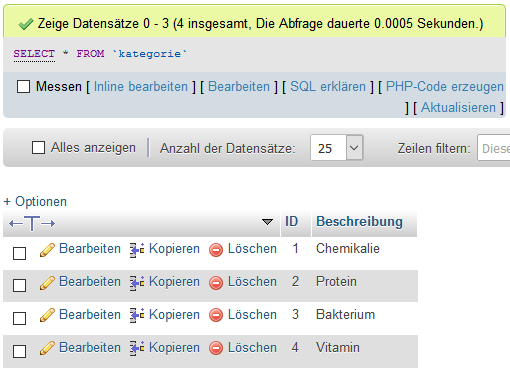 Zeige Datensätze 0 - 3 (4 insgesamt, Die Abfrage dauerte 0.0005 Sekunden.)
SELECT * FROM `kategorie`
Messen [ Inline bearbeiten ] [ Bearbeiten ] [ SQL erklären ] [ PHP-Code erzeugen
] [ Aktualisieren ]
Alles anzeigen Anzahl der Datensätze: 25 Zeilen filtern: Diese
+ Optionen
←T→ ID Beschreibung
Bearbeiten Kopieren Löschen 1 Chemikalie
Bearbeiten Kopieren Löschen 2 Protein
Bearbeiten Kopieren Löschen 3 Bakterium
Bearbeiten Kopieren Löschen 4 Vitamin